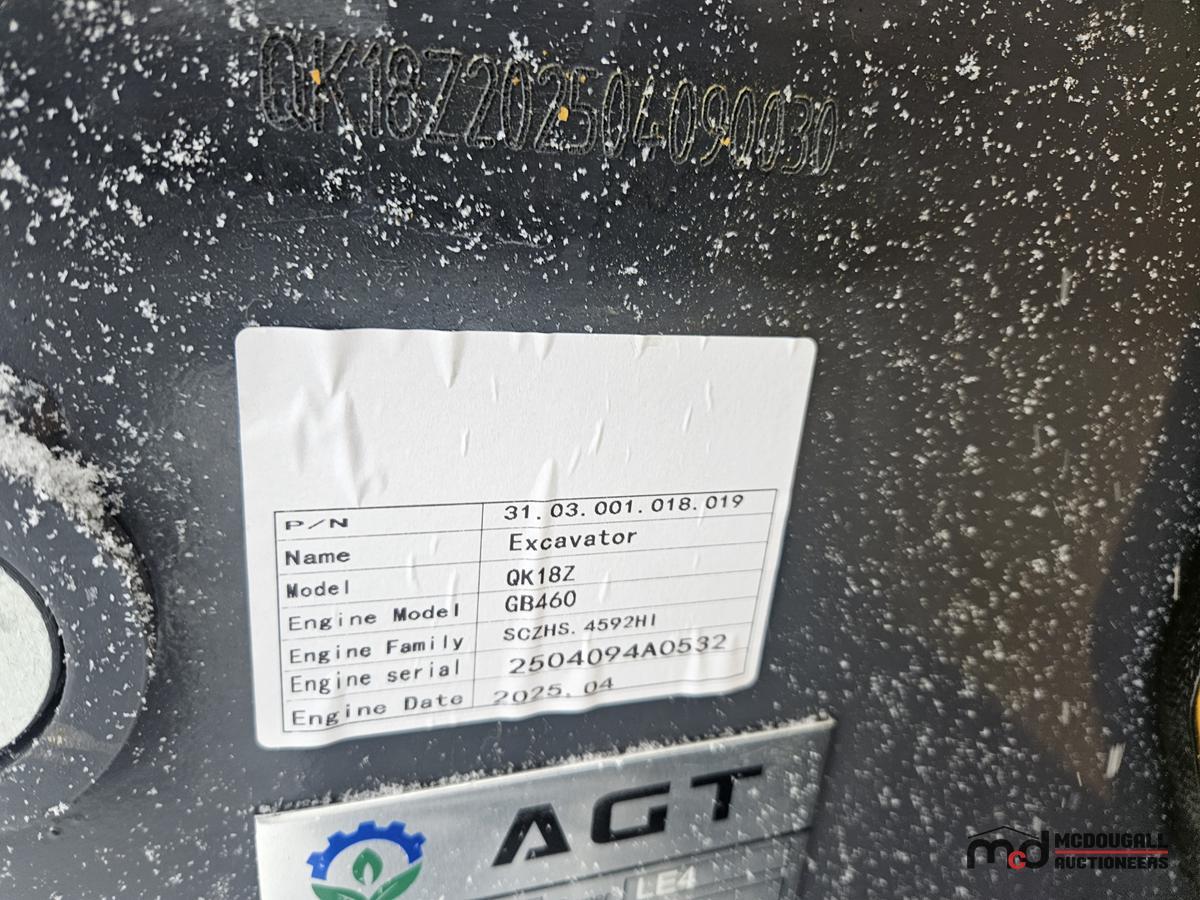 QK18Z202504090030
P/N 31.03.001.018.019
Name Excavator
Model QK18Z
Engine Model GB460
Engine Family SCZHS.4592HI
Engine serial 2504094A0532
Engine Date 2025.04
AGT
LE4
mcd MCDOUGALL
AUCTIONEERS